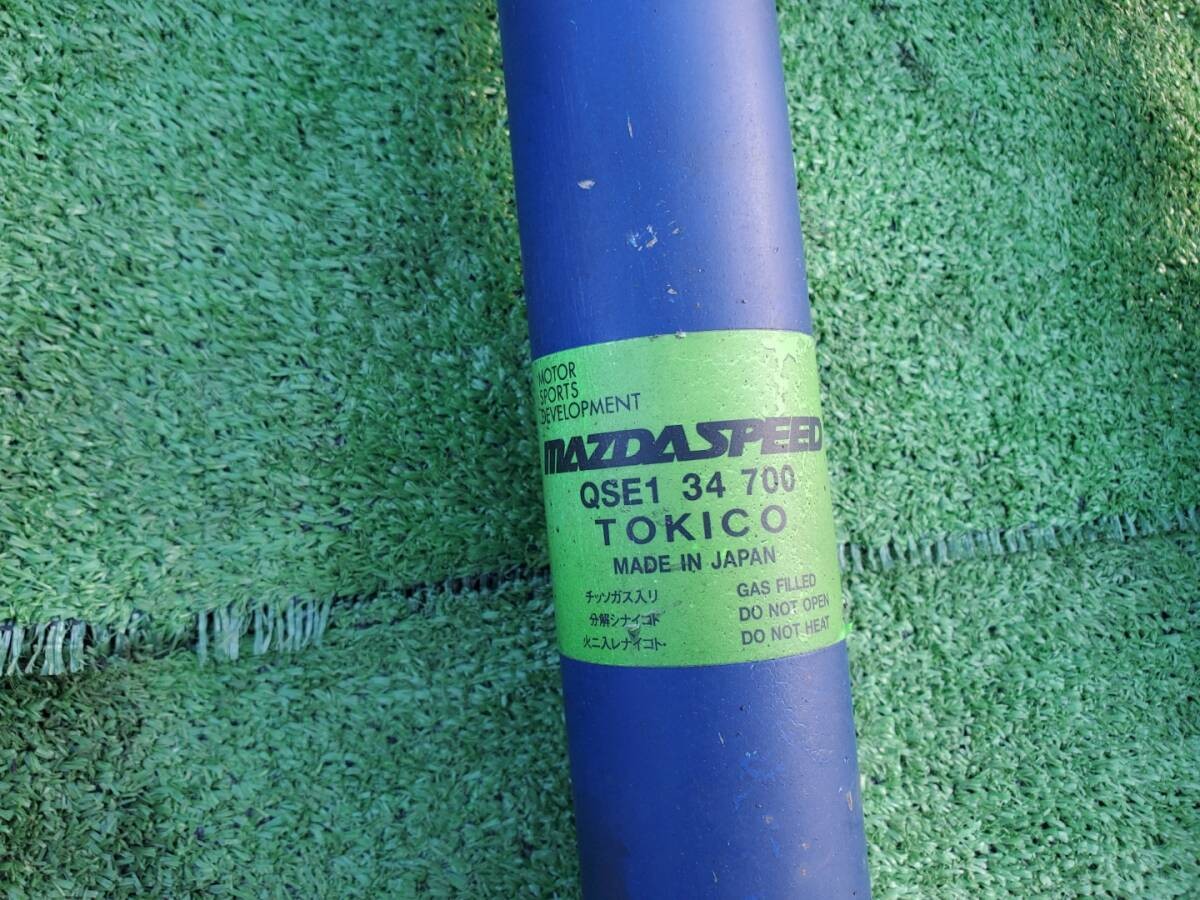 MOTOR
SPORTS
DEVELOPMENT
MAZDASPEED
QSE1 34 700
TOKICO
MADE IN JAPAN
チッソガス入リ
分解シナイコト
火ニ入レナイコト
GAS FILLED
DO NOT OPEN
DO NOT HEAT